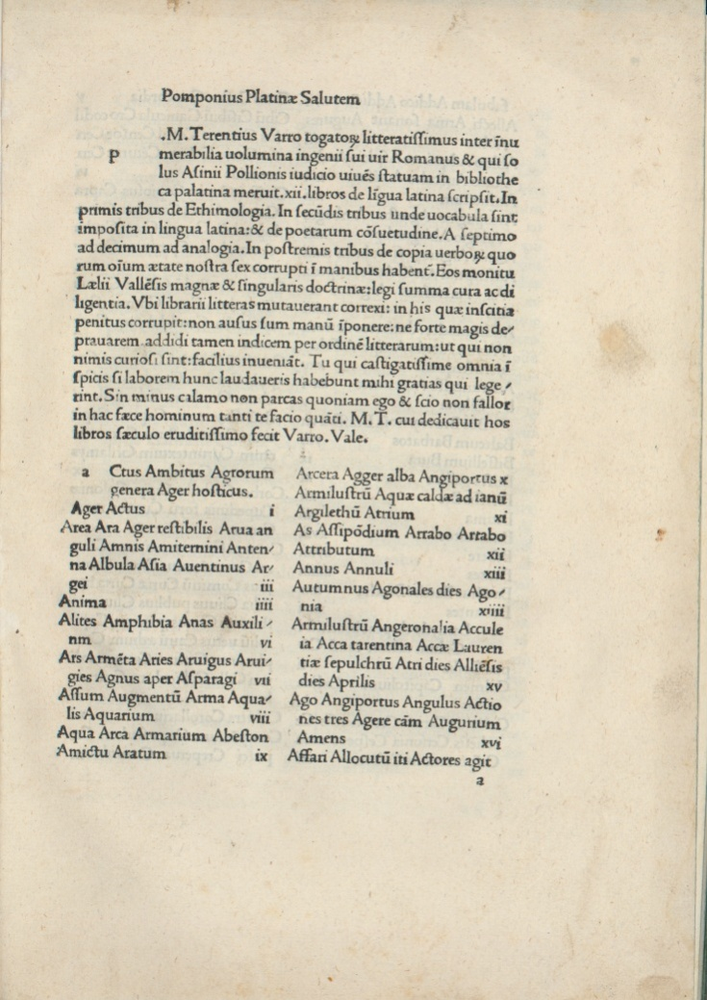 Pomponius Platinæ Salutem
.M. Terentius Varro togatoꝝ litteratiſſimus inter īnu
p merabilia uolumina ingenii ſui uir Romanus & qui ſo
lus Aſinii Pollionis iudicio uiuēs ſtatuam in bibliothe
ca palatina meruit.xii.libros de līgua latina ſcripſit.In
primis tribus de Ethimologia.In ſecūdis tribus unde uocabula ſint
impoſita in lingua latina:& de poetarum cōſuetudine.A ſeptimo
ad decimum ad analogia.In poſtremis tribus de copia uerboꝝ quo
rum oīum ætate noſtra ſex corrupti ī manibus habent̄.Eos monitu
Lælii Vallēſis magnæ & ſingularis doctrinæ:legi ſumma cura ac di
ligentia.Vbi librarii litteras mutauerant correxi: in his quæ inſcitia
penitus corrupit:non auſus ſum manū īponere:ne forte magis de⸗
prauarem.addidi tamen indicem per ordinē litterarum:ut qui non
nimis curioſi ſint:facilius inueniāt. Tu qui caſtigatiſſime omnia ī
ſpicis ſi laborem hunc laudaueris habebunt mihi gratias qui lege⸗
rint.Sin minus calamo non parcas quoniam ego & ſcio non fallor
in hac fæce hominum tanti te facio quāti. M.T. cui dedicauit hos
libros ſæculo eruditiſſimo fecit Varro.Vale.
a Ctus Ambitus Agrorum
genera Ager hoſticus.
Ager Actus i
Area Ara Ager reſtibilis Arua an
guli Amnis Amiternini Anten⸗
na Albula Aſia Auentinus Ar⸗
gei iii
Anima iiii
Alites Amphibia Anas Auxili⸗
nm vi
Ars Armēta Aries Aruigus Arui⸗
gies Agnus aper Aſparagi vii
Aſſum Augmentū Arma Aqua⸗
lis Aquarium viii
Aqua Arca Armarium Abeſton
Amictu Aratum ix
Arcera Agger alba Angiportus x
Armiluſtrū Aquæ caldæ ad ianū
Argilethū Atrium xi
As Aſſipōdium Arrabo Arrabo
Attributum xii
Annus Annuli xiii
Autumnus Agonales dies Ago⸗
nia xiiii
Armiluſtrū Angeronalia Accule
ia Acca tarentina Accæ Lauren
tiæ ſepulchrū Atri dies Alliēſis
dies Aprilis xv
Ago Angiportus Angulus Actio
nes tres Agere cām Augurium
Amens xvi
Affari Allocutū iri Actores agit
a